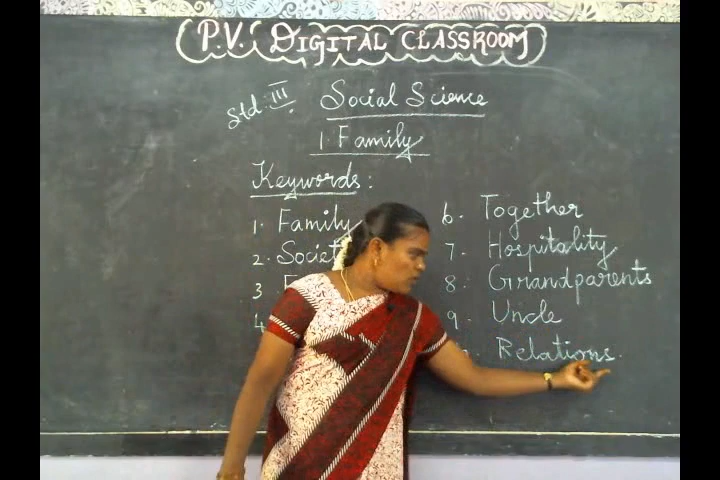 P.V. DIGITAL CLASSROOM
Std: III
Social Science
1. Family
Keywords:
1. Family
2.
3
4
6. Together
7. Hospitality
8. Grandparents
9. Uncle
Relations.